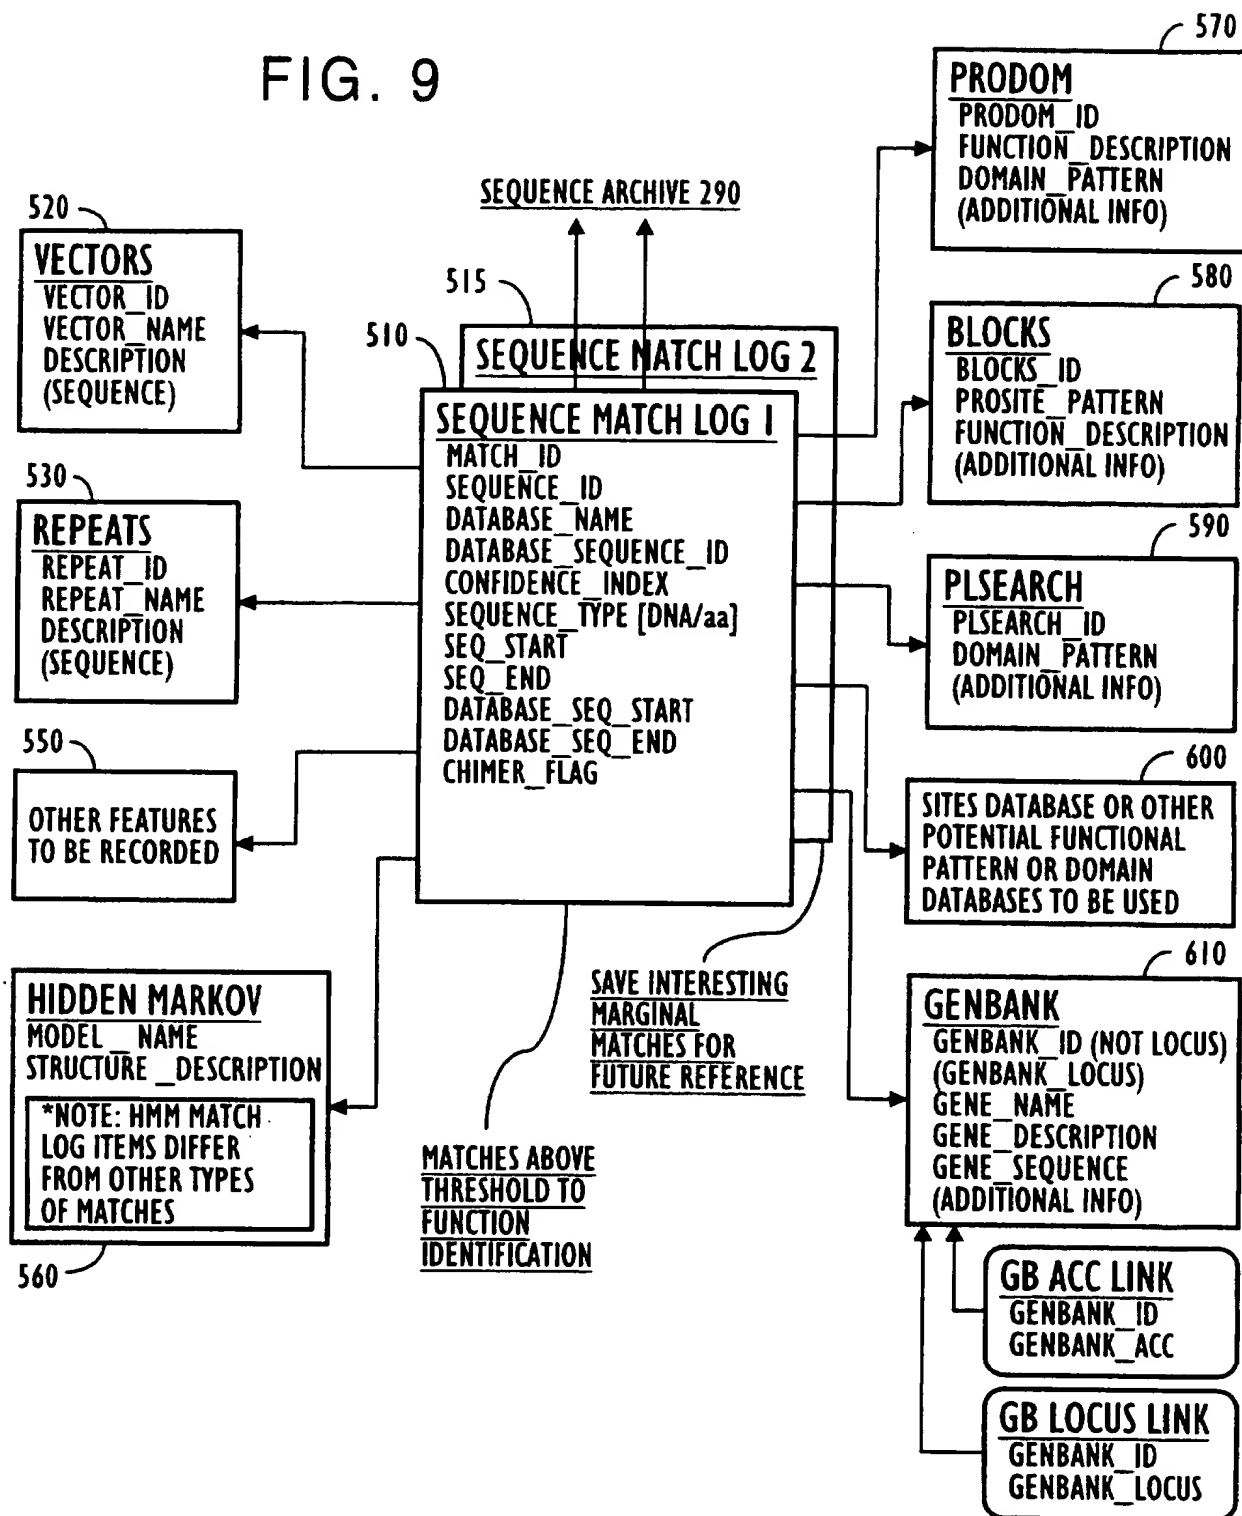 FIG. 9
SEQUENCE ARCHIVE 290
520
VECTORS
VECTOR_ID
VECTOR_NAME
DESCRIPTION
(SEQUENCE)
530
REPEATS
REPEAT_ID
REPEAT_NAME
DESCRIPTION
(SEQUENCE)
550
OTHER FEATURES
TO BE RECORDED
HIDDEN MARKOV
MODEL_NAME
STRUCTURE_DESCRIPTION
*NOTE: HMM MATCH
LOG ITEMS DIFFER
FROM OTHER TYPES
OF MATCHES
560
515
SEQUENCE MATCH LOG 2
510
SEQUENCE MATCH LOG 1
MATCH_ID
SEQUENCE_ID
DATABASE_NAME
DATABASE_SEQUENCE_ID
CONFIDENCE_INDEX
SEQUENCE_TYPE [DNA/aa]
SEQ_START
SEQ_END
DATABASE_SEQ_START
DATABASE_SEQ_END
CHIMER_FLAG
MATCHES ABOVE
THRESHOLD TO
FUNCTION
IDENTIFICATION
SAVE INTERESTING
MARGINAL
MATCHES FOR
FUTURE REFERENCE
570
PRODOM
PRODOM_ID
FUNCTION_DESCRIPTION
DOMAIN_PATTERN
(ADDITIONAL INFO)
580
BLOCKS
BLOCKS_ID
PROSITE_PATTERN
FUNCTION_DESCRIPTION
(ADDITIONAL INFO)
590
PLSEARCH
PLSEARCH_ID
DOMAIN_PATTERN
(ADDITIONAL INFO)
600
SITES DATABASE OR OTHER
POTENTIAL FUNCTIONAL
PATTERN OR DOMAIN
DATABASES TO BE USED
610
GENBANK
GENBANK_ID (NOT LOCUS)
(GENBANK_LOCUS)
GENE_NAME
GENE_DESCRIPTION
GENE_SEQUENCE
(ADDITIONAL INFO)
GB ACC LINK
GENBANK_ID
GENBANK_ACC
GB LOCUS LINK
GENBANK_ID
GENBANK_LOCUS